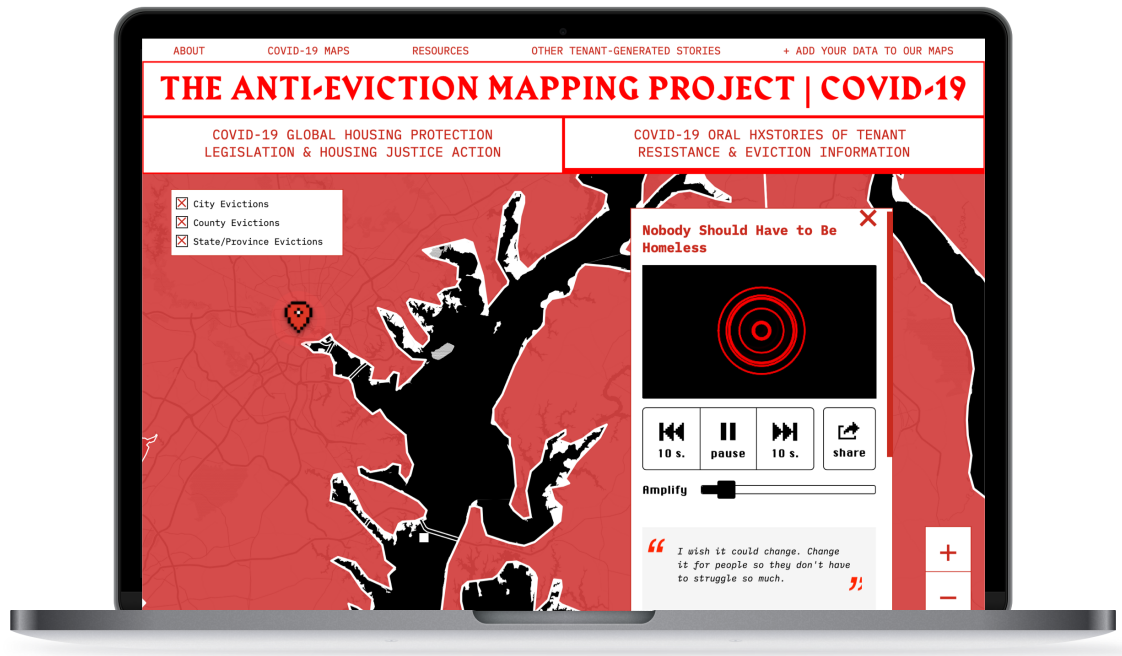 ABOUT
COVID-19 MAPS
RESOURCES
OTHER TENANT-GENERATED STORIES
+ ADD YOUR DATA TO OUR MAPS
THE ANTI-EVICTION MAPPING PROJECT | COVID-19
COVID-19 GLOBAL HOUSING PROTECTION
LEGISLATION & HOUSING JUSTICE ACTION
COVID-19 ORAL HXSTORIES OF TENANT
RESISTANCE & EVICTION INFORMATION
City Evictions
County Evictions
State/Province Evictions
Nobody Should Have to Be
Homeless
10 s.
pause
10 s.
share
Amplify
“ I wish it could change. Change
it for people so they don't have
to struggle so much. ”